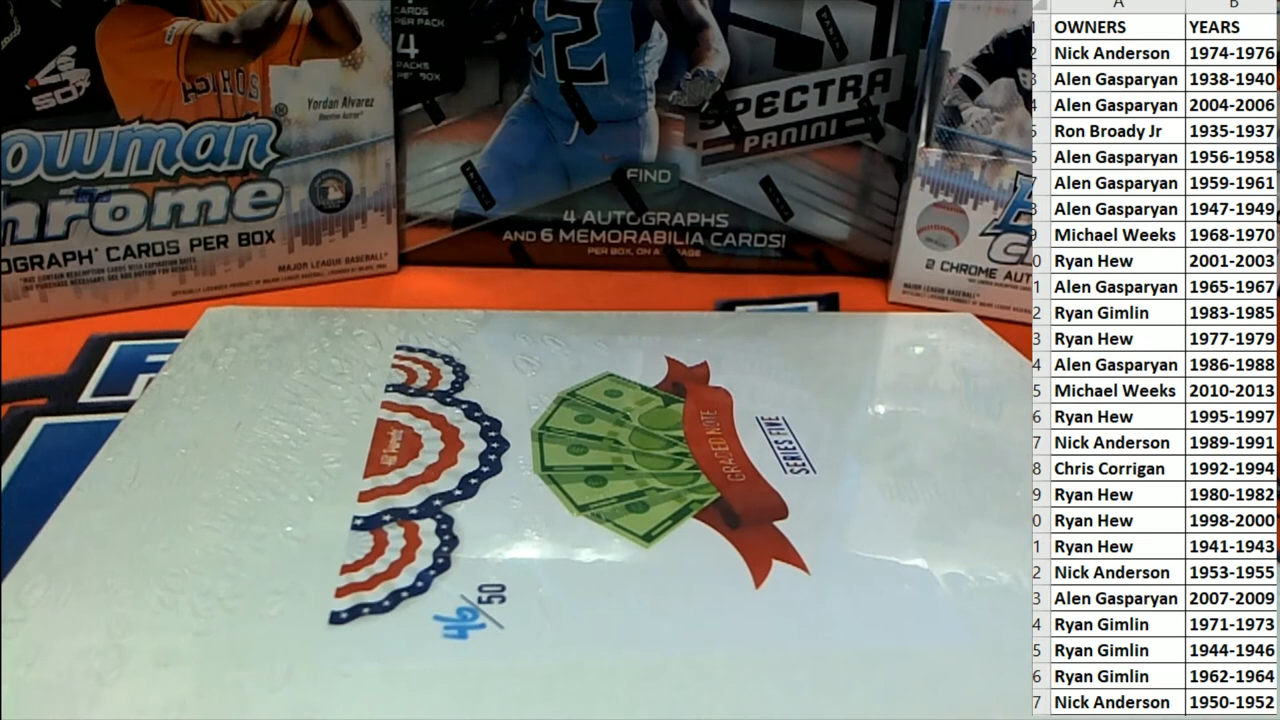 SOX
ASTROS
Yordan Alvarez
Bowman
Chrome
OGRAPH CARDS PER BOX
MAJOR LEAGUE BASEBALL
CARDS
PER PACK
4
PACKS
PER BOX
SPECTRA
PANINI
FIND
4 AUTOGRAPHS
AND 6 MEMORABILIA CARDS!
PER BOX, ON AVERAGE
2 CHROME AUT
GRADED NOTE
SERIES FIVE
46/50
A B
OWNERS YEARS
Nick Anderson 1974-1976
Alen Gasparyan 1938-1940
Alen Gasparyan 2004-2006
Ron Broady Jr 1935-1937
Alen Gasparyan 1956-1958
Alen Gasparyan 1959-1961
Alen Gasparyan 1947-1949
Michael Weeks 1968-1970
Ryan Hew 2001-2003
Alen Gasparyan 1965-1967
Ryan Gimlin 1983-1985
Ryan Hew 1977-1979
Alen Gasparyan 1986-1988
Michael Weeks 2010-2013
Ryan Hew 1995-1997
Nick Anderson 1989-1991
Chris Corrigan 1992-1994
Ryan Hew 1980-1982
Ryan Hew 1998-2000
Ryan Hew 1941-1943
Nick Anderson 1953-1955
Alen Gasparyan 2007-2009
Ryan Gimlin 1971-1973
Ryan Gimlin 1944-1946
Ryan Gimlin 1962-1964
Nick Anderson 1950-1952